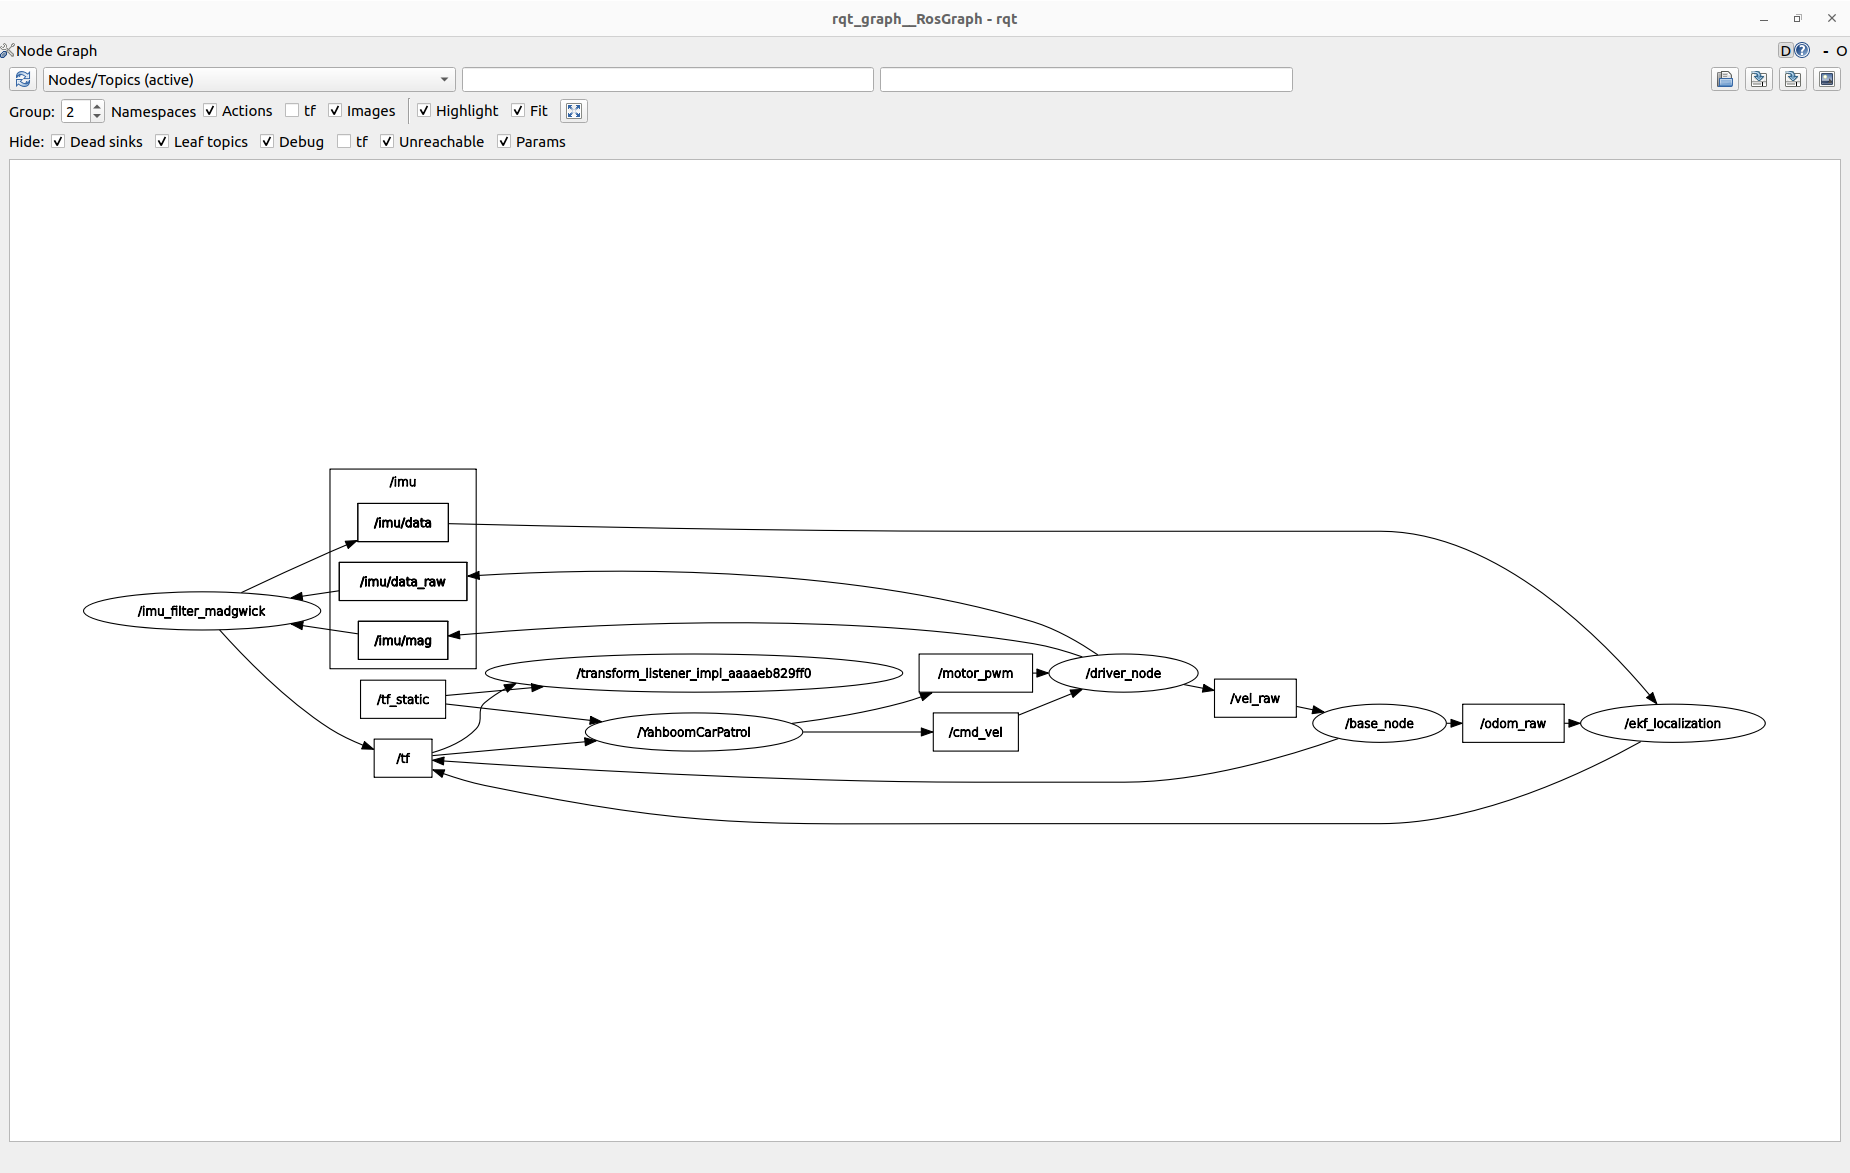 rqt_graph__RosGraph - rqt
Node Graph
D
- O
Nodes/Topics (active)
Group: 2 Namespaces Actions tf Images Highlight Fit
Hide: Dead sinks Leaf topics Debug tf Unreachable Params
/imu
/imu/data
/imu/data_raw
/imu_filter_madgwick
/imu/mag
/transform_listener_impl_aaaaeb829ff0
/motor_pwm
/driver_node
/tf_static
/vel_raw
/YahboomCarPatrol
/cmd_vel
/base_node
/odom_raw
/ekf_localization
/tf